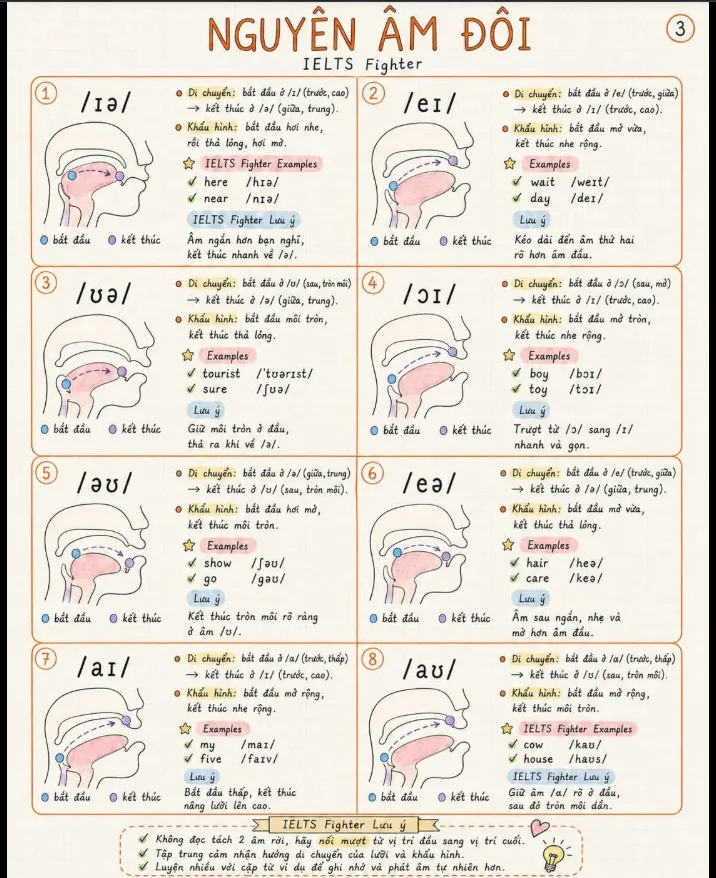 NGUYÊN ÂM ĐÔI
3
IELTS Fighter
1
/ɪə/
Di chuyển: bắt đầu ở /ɪ/ (trước, cao)
→ kết thúc ở /ə/ (giữa, trung).
Khẩu hình: bắt đầu hơi nhe,
rồi thả lỏng, hơi mở.
IELTS Fighter Examples
here /hɪə/
near /nɪə/
IELTS Fighter Lưu ý
Âm ngắn hơn bạn nghĩ,
kết thúc nhanh về /ə/.
bắt đầu kết thúc
2
/eɪ/
Di chuyển: bắt đầu ở /e/ (trước, giữa)
→ kết thúc ở /ɪ/ (trước, cao).
Khẩu hình: bắt đầu mở vừa,
kết thúc nhe rộng.
Examples
wait /weɪt/
day /deɪ/
Lưu ý
Kéo dài đến âm thứ hai
rõ hơn âm đầu.
bắt đầu kết thúc
3
/ʊə/
Di chuyển: bắt đầu ở /ʊ/ (sau, tròn môi)
→ kết thúc ở /ə/ (giữa, trung).
Khẩu hình: bắt đầu môi tròn,
kết thúc thả lỏng.
Examples
tourist /ˈtʊərɪst/
sure /ʃʊə/
Lưu ý
Giữ môi tròn ở đầu,
thả ra khi về /ə/.
bắt đầu kết thúc
4
/ɔɪ/
Di chuyển: bắt đầu ở /ɔ/ (sau, mở)
→ kết thúc ở /ɪ/ (trước, cao).
Khẩu hình: bắt đầu mở tròn,
kết thúc nhe rộng.
Examples
boy /bɔɪ/
toy /tɔɪ/
Lưu ý
Trượt từ /ɔ/ sang /ɪ/
nhanh và gọn.
bắt đầu kết thúc
5
/əʊ/
Di chuyển: bắt đầu ở /ə/ (giữa, trung)
→ kết thúc ở /ʊ/ (sau, tròn môi).
Khẩu hình: bắt đầu hơi mở,
kết thúc môi tròn.
Examples
show /ʃəʊ/
go /gəʊ/
Lưu ý
Kết thúc tròn môi rõ ràng
ở âm /ʊ/.
bắt đầu kết thúc
6
/eə/
Di chuyển: bắt đầu ở /e/ (trước, giữa)
→ kết thúc ở /ə/ (giữa, trung).
Khẩu hình: bắt đầu mở vừa,
kết thúc thả lỏng.
Examples
hair /heə/
care /keə/
Lưu ý
Âm sau ngắn, nhẹ và
mờ hơn âm đầu.
bắt đầu kết thúc
7
/aɪ/
Di chuyển: bắt đầu ở /a/ (trước, thấp)
→ kết thúc ở /ɪ/ (trước, cao).
Khẩu hình: bắt đầu mở rộng,
kết thúc nhe rộng.
Examples
my /maɪ/
five /faɪv/
Lưu ý
Bắt đầu thấp, kết thúc
nâng lưỡi lên cao.
bắt đầu kết thúc
8
/aʊ/
Di chuyển: bắt đầu ở /a/ (trước, thấp)
→ kết thúc ở /ʊ/ (sau, tròn môi).
Khẩu hình: bắt đầu mở rộng,
kết thúc môi tròn.
IELTS Fighter Examples
cow /kaʊ/
house /haʊs/
IELTS Fighter Lưu ý
Giữ âm /a/ rõ ở đầu,
sau đó tròn môi dần.
bắt đầu kết thúc
IELTS Fighter Lưu ý
Không đọc tách 2 âm rời, hãy nối mượt từ vị trí đầu sang vị trí cuối.
Tập trung cảm nhận hướng di chuyển của lưỡi và khẩu hình.
Luyện nhiều với cặp từ ví dụ để ghi nhớ và phát âm tự nhiên hơn.